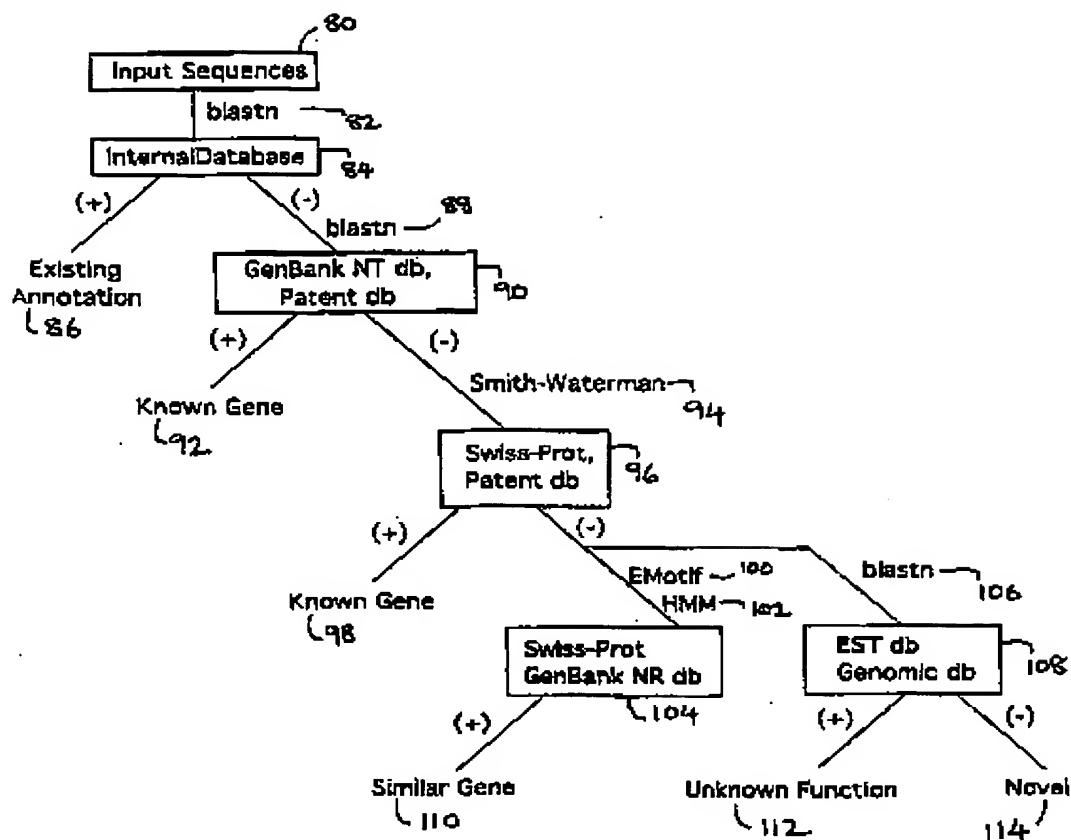 80
Input Sequences
blastn 82
InternalDatabase
84
(+) (-)
blastn 88
Existing
Annotation
86
GenBank NT db,
Patent db
90
(+) (-)
Known Gene
92
Smith-Waterman
94
Swiss-Prot,
Patent db
96
(+) (-)
EMotif 100
HMM 102
blastn
106
Known Gene
98
Swiss-Prot
GenBank NR db
104
EST db
Genomic db
108
(+) (+) (-)
Similar Gene
110
Unknown Function
112
Novel
114